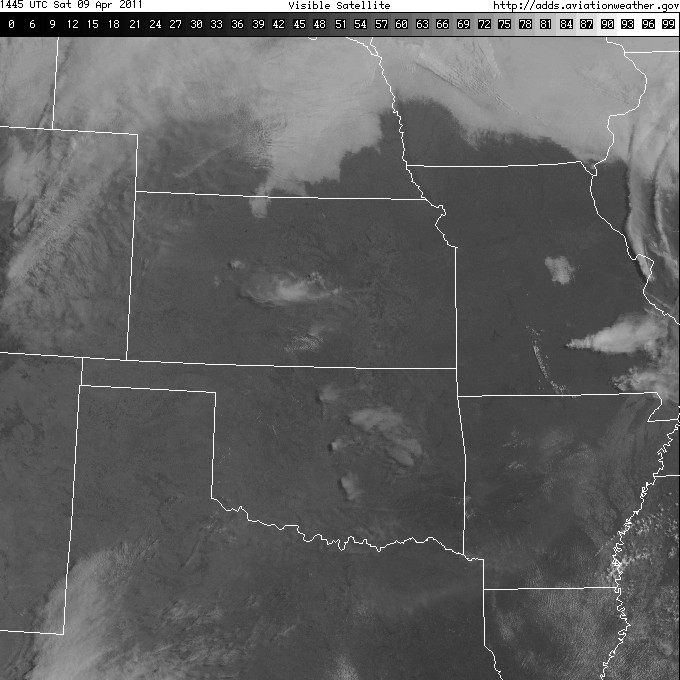 1445 UTC Sat 09 Apr 2011 Visible Satellite http://adds.aviationweather.gov
0 3 6 9 12 15 18 21 24 27 30 33 36 39 42 45 48 51 54 57 60 63 66 69 72 75 78 81 84 87 90 93 96 99